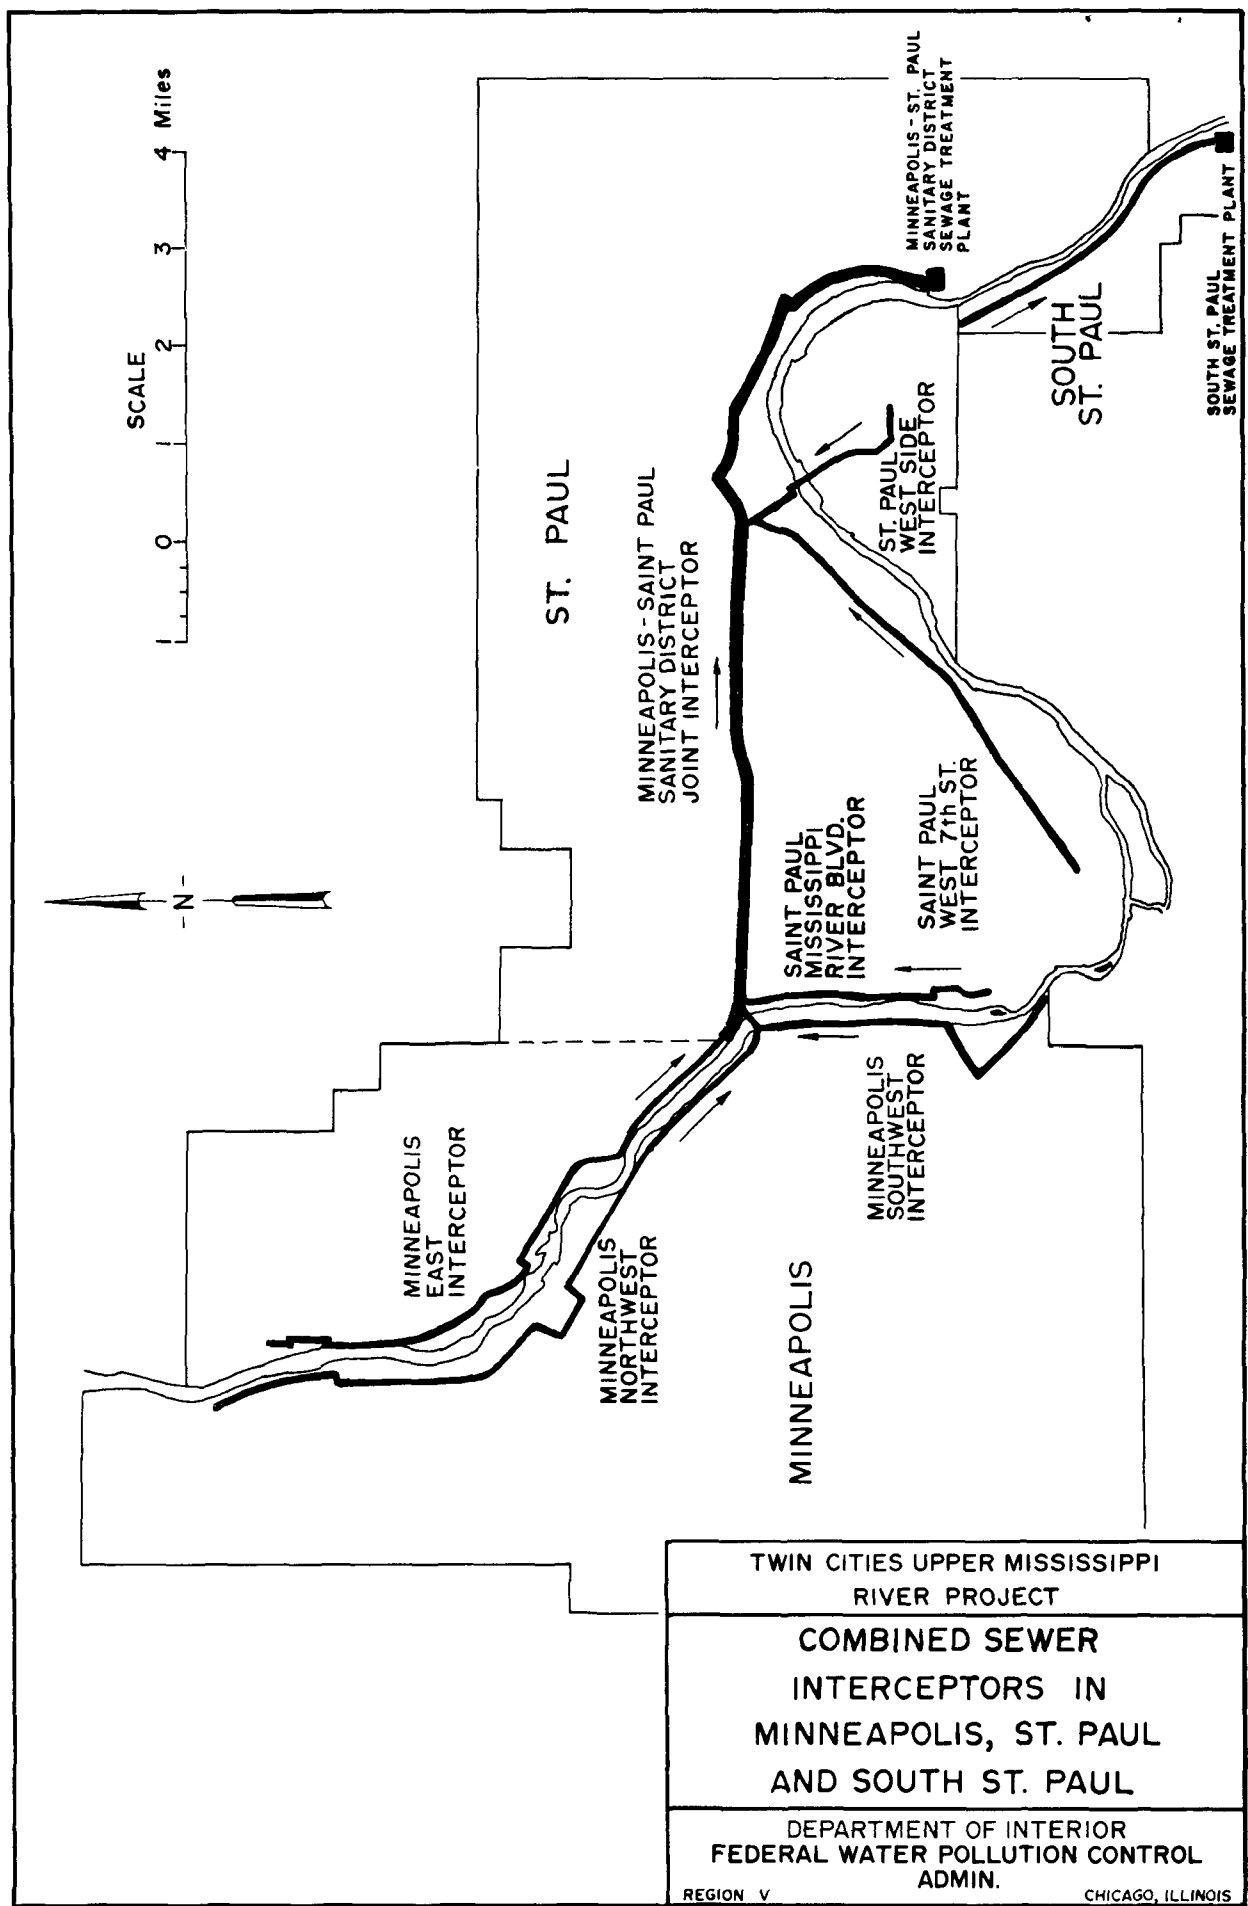 SCALE
1 0 1 2 3 4 Miles
-N-
ST. PAUL
MINNEAPOLIS-SAINT PAUL
SANITARY DISTRICT
JOINT INTERCEPTOR
MINNEAPOLIS - ST. PAUL
SANITARY DISTRICT
SEWAGE TREATMENT
PLANT
SOUTH
ST. PAUL
SOUTH ST. PAUL
SEWAGE TREATMENT PLANT
ST. PAUL
WEST SIDE
INTERCEPTOR
SAINT PAUL
MISSISSIPPI
RIVER BLVD.
INTERCEPTOR
SAINT PAUL
WEST 7th ST.
INTERCEPTOR
MINNEAPOLIS
EAST
INTERCEPTOR
MINNEAPOLIS
NORTHWEST
INTERCEPTOR
MINNEAPOLIS
SOUTHWEST
INTERCEPTOR
MINNEAPOLIS
TWIN CITIES UPPER MISSISSIPPI
RIVER PROJECT
COMBINED SEWER
INTERCEPTORS IN
MINNEAPOLIS, ST. PAUL
AND SOUTH ST. PAUL
DEPARTMENT OF INTERIOR
FEDERAL WATER POLLUTION CONTROL
ADMIN.
REGION V CHICAGO, ILLINOIS